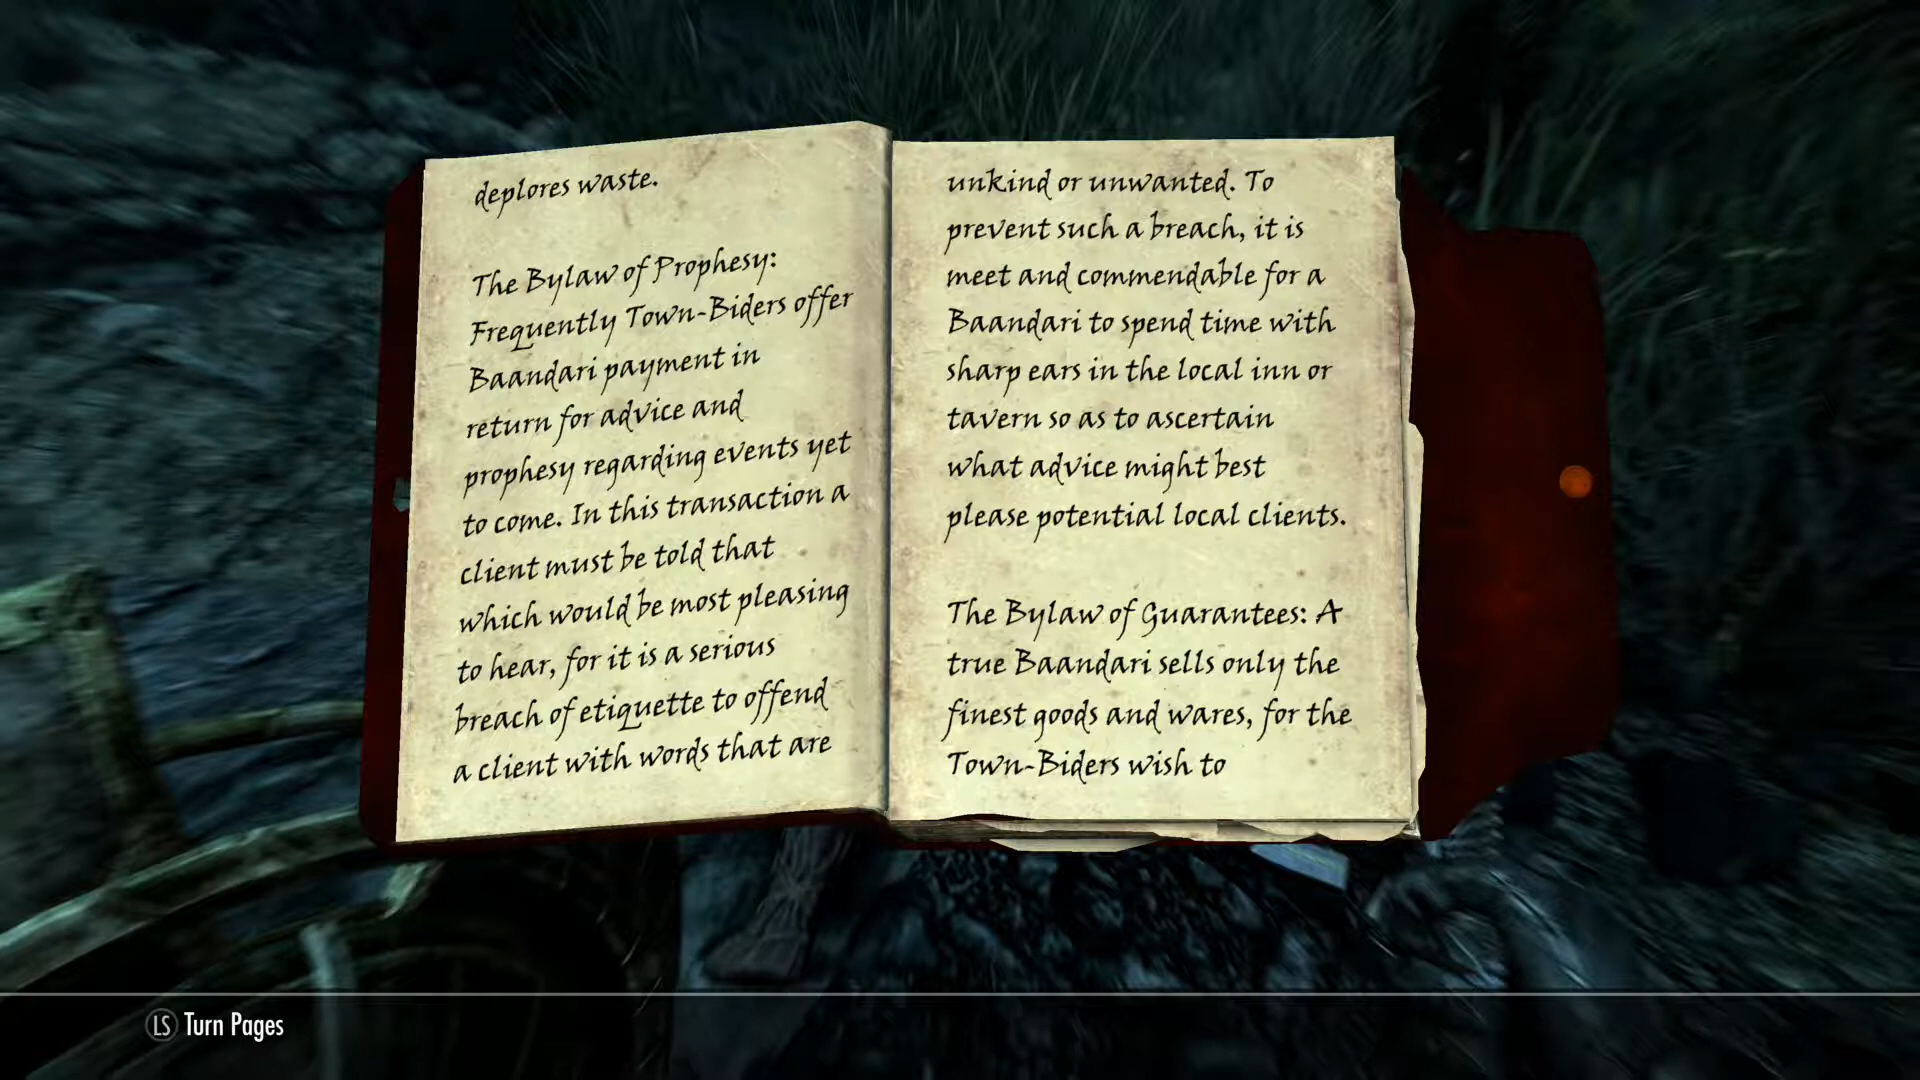 deplores waste.
The Bylaw of Prophesy:
Frequently Town-Biders offer
Baandari payment in
return for advice and
prophesy regarding events yet
to come. In this transaction a
client must be told that
which would be most pleasing
to hear, for it is a serious
breach of etiquette to offend
a client with words that are
unkind or unwanted. To
prevent such a breach, it is
meet and commendable for a
Baandari to spend time with
sharp ears in the local inn or
tavern so as to ascertain
what advice might best
please potential local clients.
The Bylaw of Guarantees: A
true Baandari sells only the
finest goods and wares, for the
Town-Biders wish to
LS Turn Pages